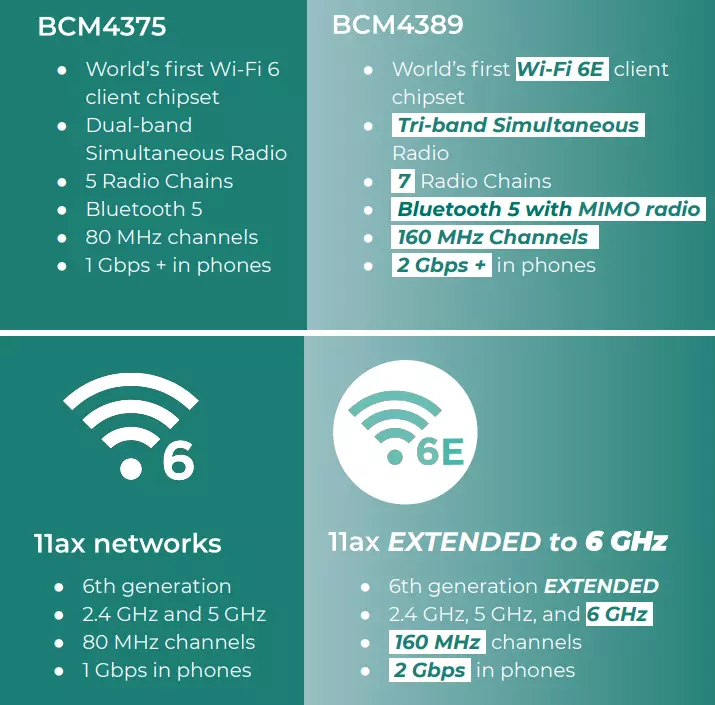 BCM4375
● World's first Wi-Fi 6
client chipset
● Dual-band
Simultaneous Radio
● 5 Radio Chains
● Bluetooth 5
● 80 MHz channels
● 1 Gbps + in phones
BCM4389
● World's first Wi-Fi 6E client
chipset
● Tri-band Simultaneous
Radio
● 7 Radio Chains
● Bluetooth 5 with MIMO radio
● 160 MHz Channels
● 2 Gbps + in phones
6
11ax networks
● 6th generation
● 2.4 GHz and 5 GHz
● 80 MHz channels
● 1 Gbps in phones
6E
11ax EXTENDED to 6 GHz
● 6th generation EXTENDED
● 2.4 GHz, 5 GHz, and 6 GHz
● 160 MHz channels
● 2 Gbps in phones